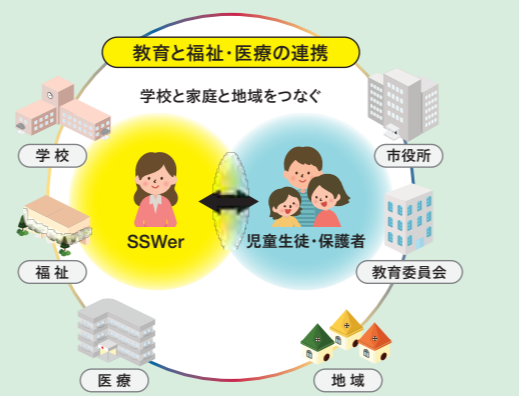 教育と福祉・医療の連携
学校と家庭と地域をつなぐ
学校
市役所
SSWer
児童生徒・保護者
福祉
教育委員会
医療
地域